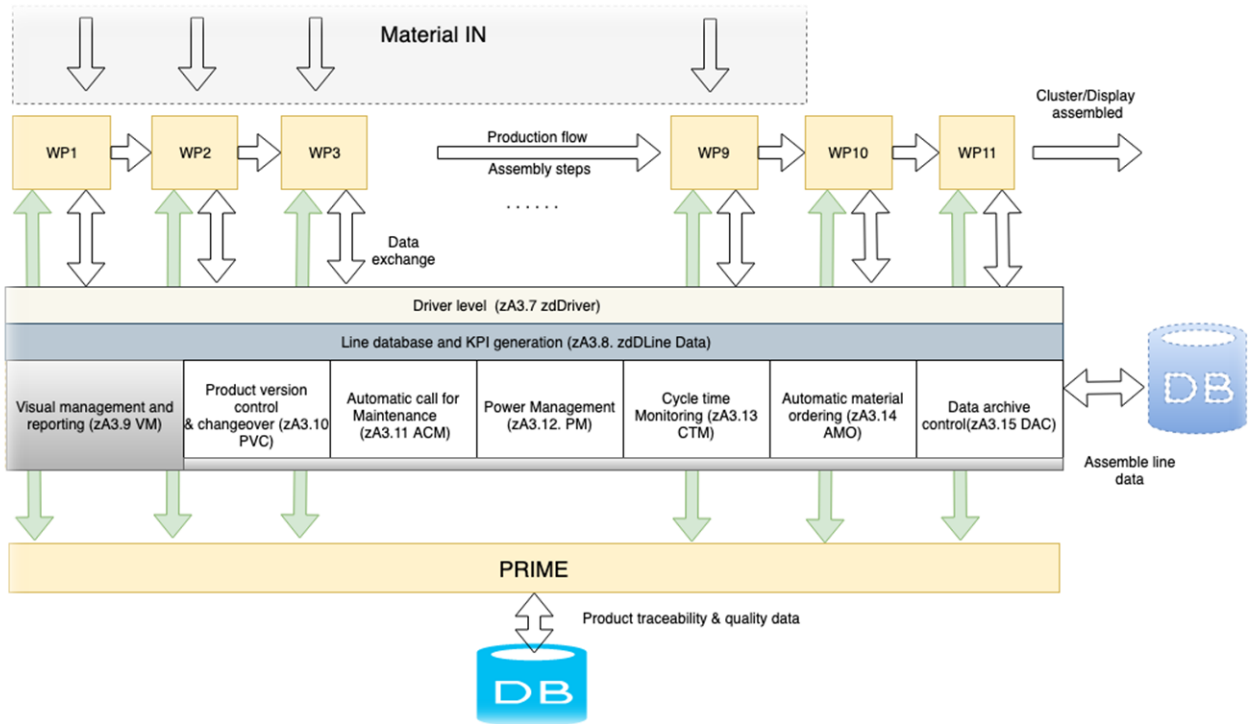 Material IN
Cluster/Display
assembled
WP1
WP2
WP3
Production flow
Assembly steps
WP9
WP10
WP11
......
Data
exchange
Driver level (zA3.7 zdDriver)
Line database and KPI generation (zA3.8. zdDLine Data)
Visual management and
reporting (zA3.9 VM)
Product version
control
& changeover (zA3.10
PVC)
Automatic call for
Maintenance
(zA3.11 ACM)
Power Management
(zA3.12. PM)
Cycle time
Monitoring (zA3.13
CTM)
Automatic material
ordering (zA3.14
AMO)
Data archive
control(zA3.15 DAC)
DB
Assemble line
data
PRIME
Product traceability & quality data
DB